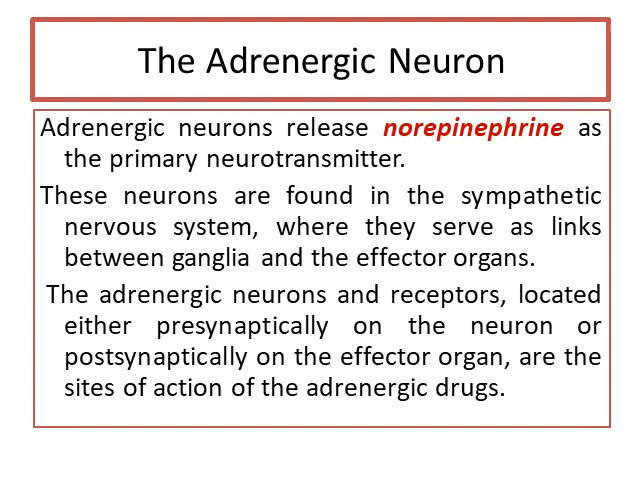 The Adrenergic Neuron
Adrenergic neurons release norepinephrine as
the primary neurotransmitter.
These neurons are found in the sympathetic
nervous system, where they serve as links
between ganglia and the effector organs.
The adrenergic neurons and receptors, located
either presynaptically on the neuron or
postsynaptically on the effector organ, are the
sites of action of the adrenergic drugs.